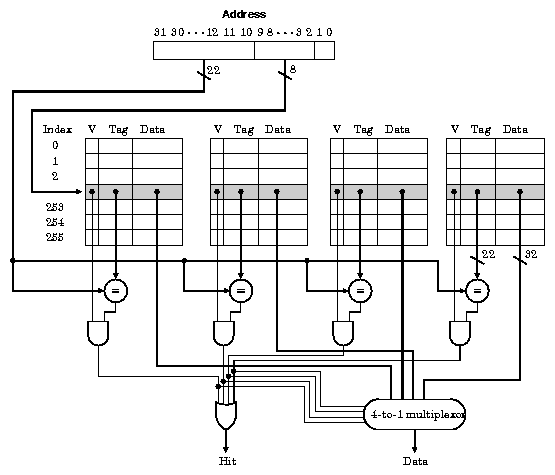 Address
31 30 ··· 12 11 10 9 8 ··· 3 2 1 0
22
8
Index V Tag Data V Tag Data V Tag Data V Tag Data
0
1
2
253
254
255
22
32
= = = =
4-to-1 multiplexor
Hit
Data